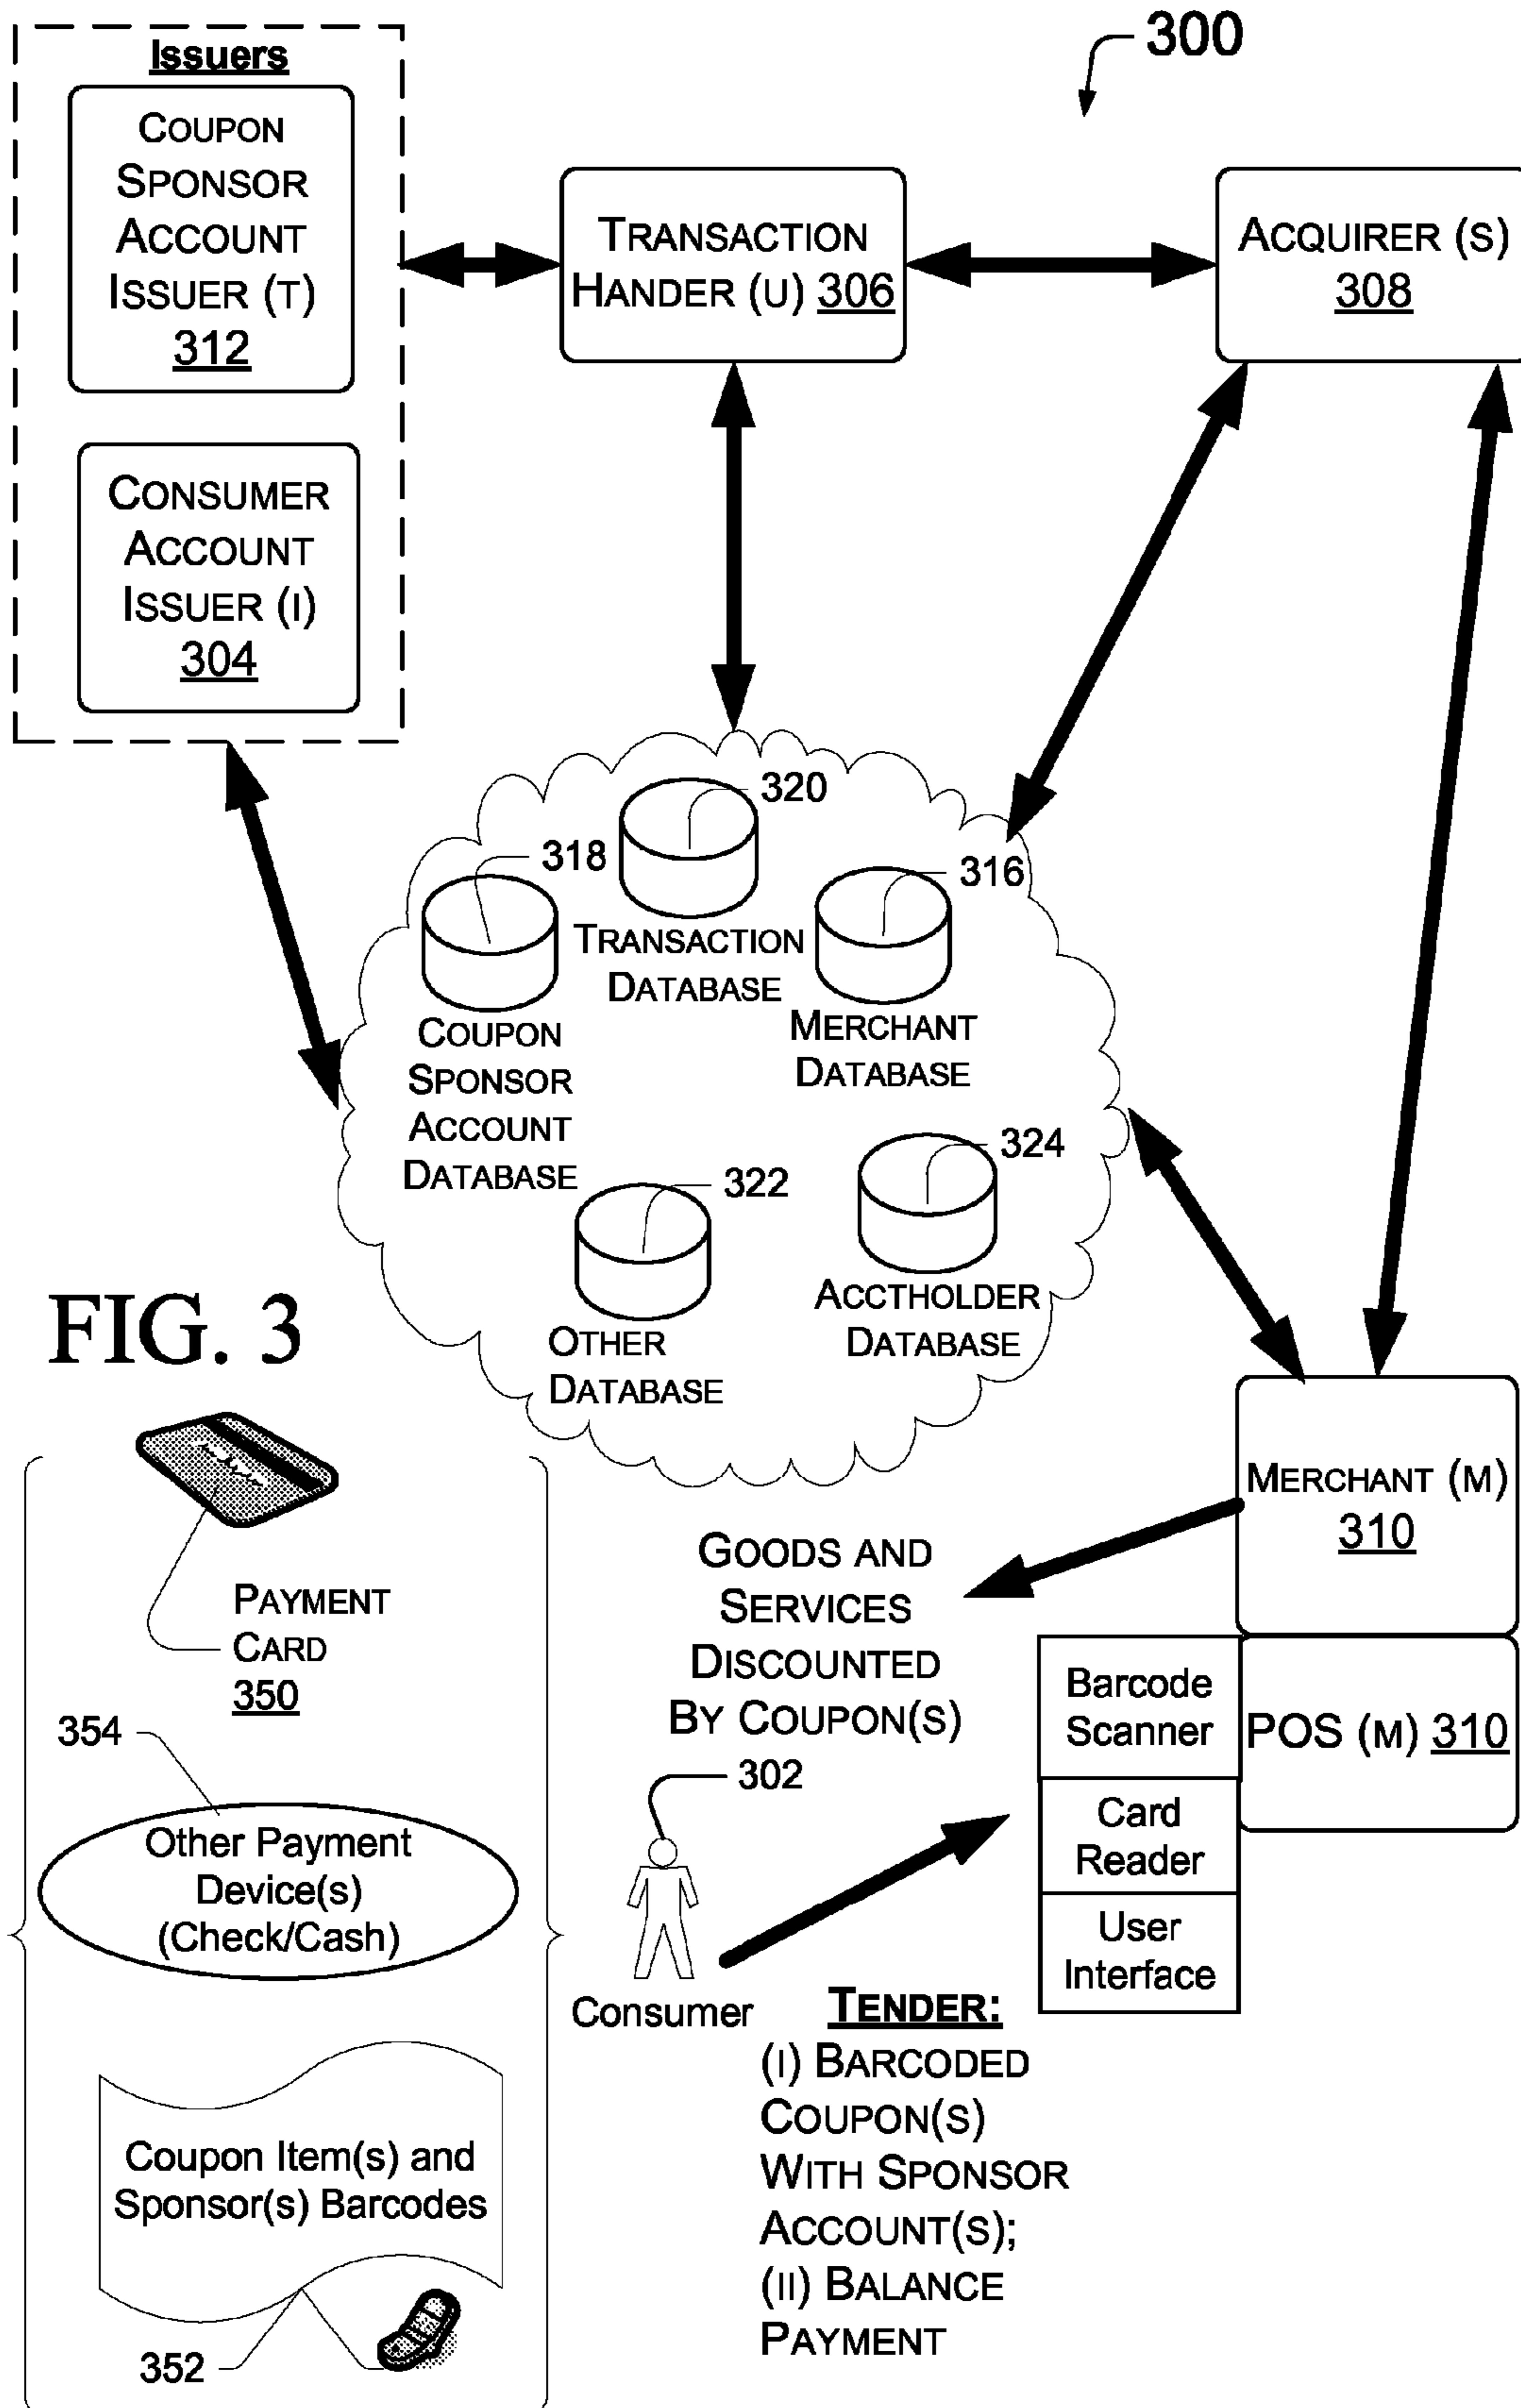 300
Issuers
COUPON
SPONSOR
ACCOUNT
ISSUER (T)
312
TRANSACTION
HANDER (U) 306
ACQUIRER (S)
308
CONSUMER
ACCOUNT
ISSUER (I)
304
320
318
316
TRANSACTION
DATABASE
COUPON
SPONSOR
ACCOUNT
DATABASE
MERCHANT
DATABASE
324
322
ACCTHOLDER
DATABASE
OTHER
DATABASE
FIG. 3
PAYMENT
CARD
350
354
Other Payment
Device(s)
(Check/Cash)
Coupon Item(s) and
Sponsor(s) Barcodes
352
GOODS AND
SERVICES
DISCOUNTED
BY COUPON(S)
302
Consumer
MERCHANT (M)
310
Barcode
Scanner
POS (M) 310
Card
Reader
User
Interface
TENDER:
(I) BARCODED
COUPON(S)
WITH SPONSOR
ACCOUNT(S);
(II) BALANCE
PAYMENT